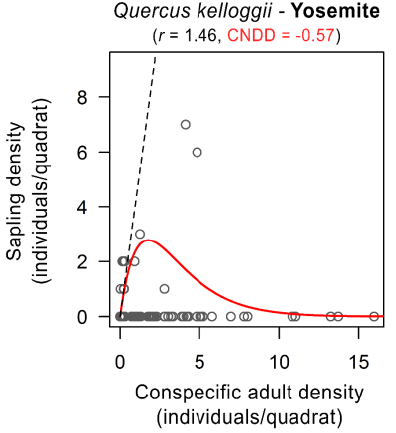 Quercus kelloggii - Yosemite
(r = 1.46, CNDD = -0.57)
Sapling density
(individuals/quadrat)
8
6
4
2
0
0 5 10 15
Conspecific adult density
(individuals/quadrat)